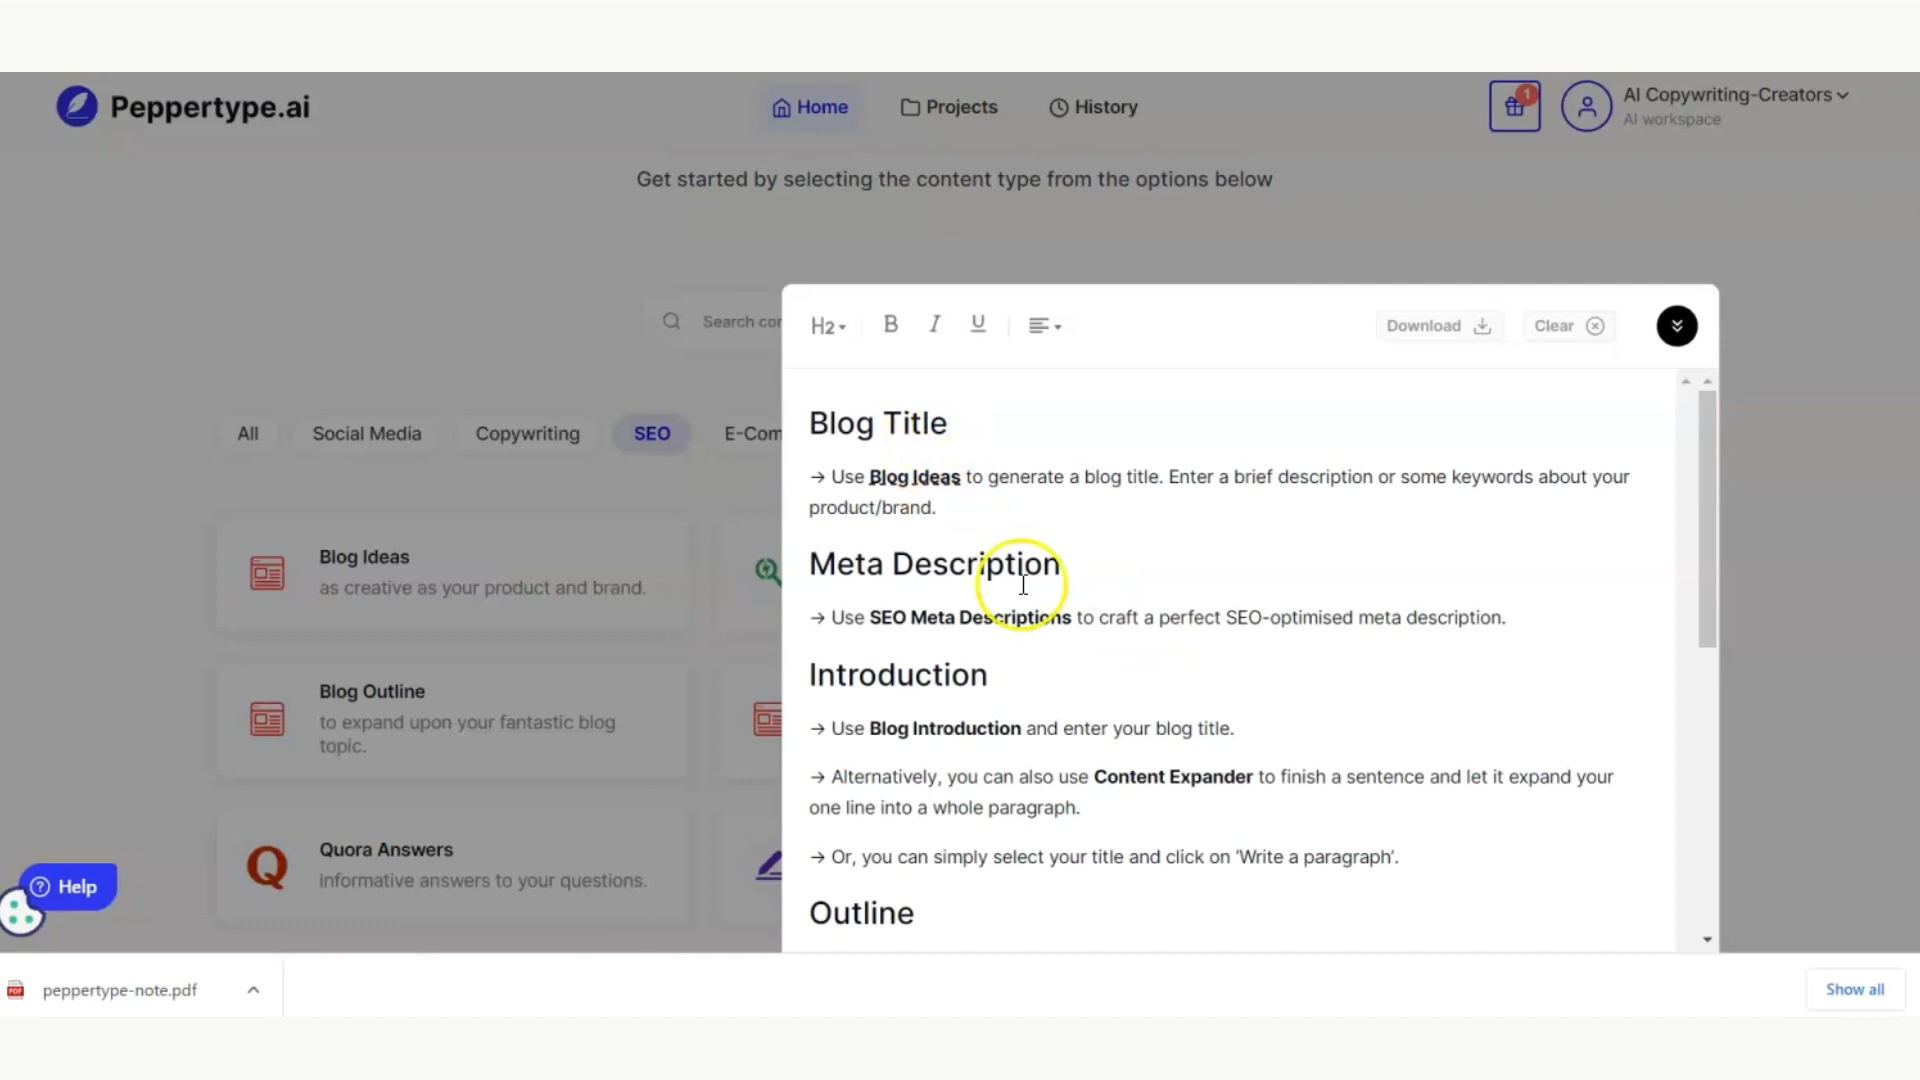 Peppertype.ai
Home
Projects
History
1
AI Copywriting-Creators
AI workspace
Get started by selecting the content type from the options below
Search cor
H2
B
I
U
Download
Clear
All
Social Media
Copywriting
SEO
E-Com
Blog Title
→ Use Blog Ideas to generate a blog title. Enter a brief description or some keywords about your
product/brand.
Meta Description
→ Use SEO Meta Descriptions to craft a perfect SEO-optimised meta description.
Introduction
→ Use Blog Introduction and enter your blog title.
→ Alternatively, you can also use Content Expander to finish a sentence and let it expand your
one line into a whole paragraph.
→ Or, you can simply select your title and click on ‘Write a paragraph’.
Outline
Blog Ideas
as creative as your product and brand.
Blog Outline
to expand upon your fantastic blog
topic.
Quora Answers
informative answers to your questions.
Help
peppertype-note.pdf
Show all